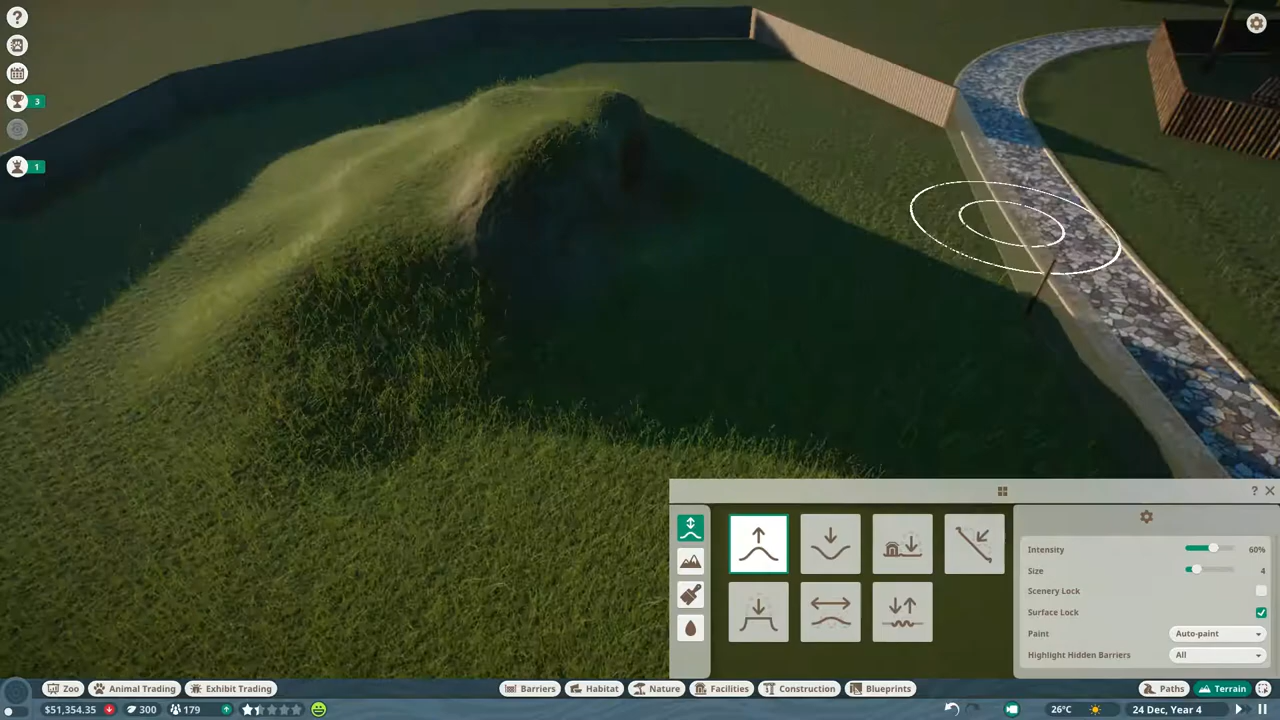 ?
3
1
? ×
Intensity 60%
Size 4
Scenery Lock
Surface Lock
Paint Auto-paint
Highlight Hidden Barriers All
Zoo Animal Trading Exhibit Trading Barriers Habitat Nature Facilities Construction Blueprints Paths Terrain
$51,354.35 300 179 26°C 24 Dec, Year 4